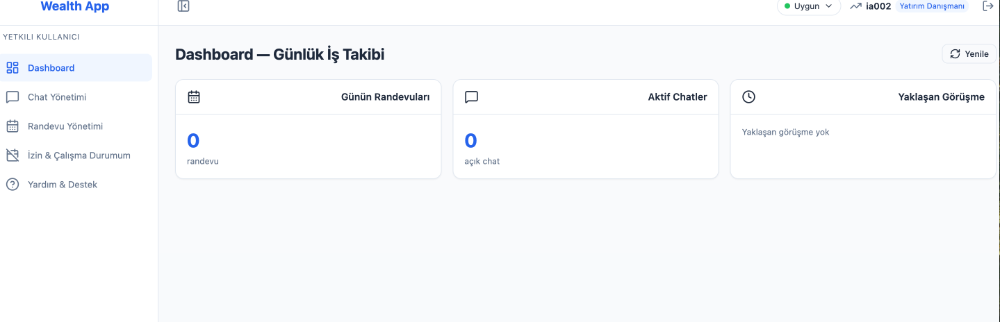 Wealth App
Uygun
ia002
Yatırım Danışmanı
YETKILI KULLANICI
Dashboard
Chat Yönetimi
Randevu Yönetimi
İzin & Çalışma Durumum
Yardım & Destek
Dashboard — Günlük İş Takibi
Yenile
Günün Randevuları
0
randevu
Aktif Chatler
0
açık chat
Yaklaşan Görüşme
Yaklaşan görüşme yok